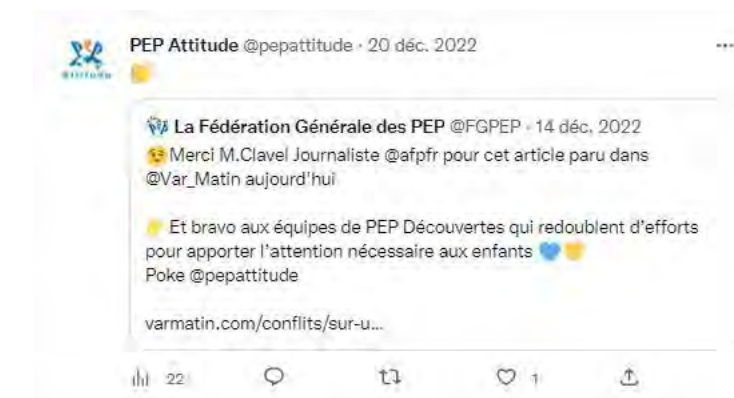 PEP Attitude @pepattitude · 20 déc. 2022
La Fédération Générale des PEP @FGPEP · 14 déc. 2022
Merci M.Clavel Journaliste @afpfr pour cet article paru dans
@Var_Matin aujourd'hui
Et bravo aux équipes de PEP Découvertes qui redoublent d'efforts
pour apporter l'attention nécessaire aux enfants
Poke @pepattitude
varmatin.com/conflits/sur-u...
22
1